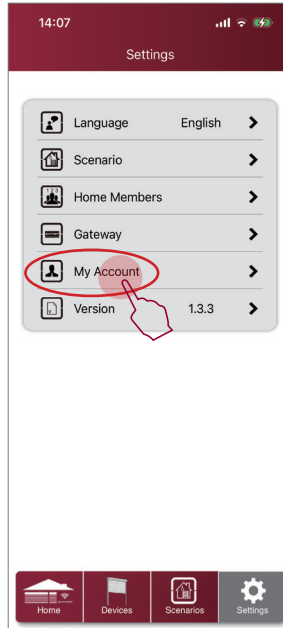 14:07
Settings
Language English
Scenario
Home Members
Gateway
My Account
Version 1.3.3
Home Devices Scenarios Settings